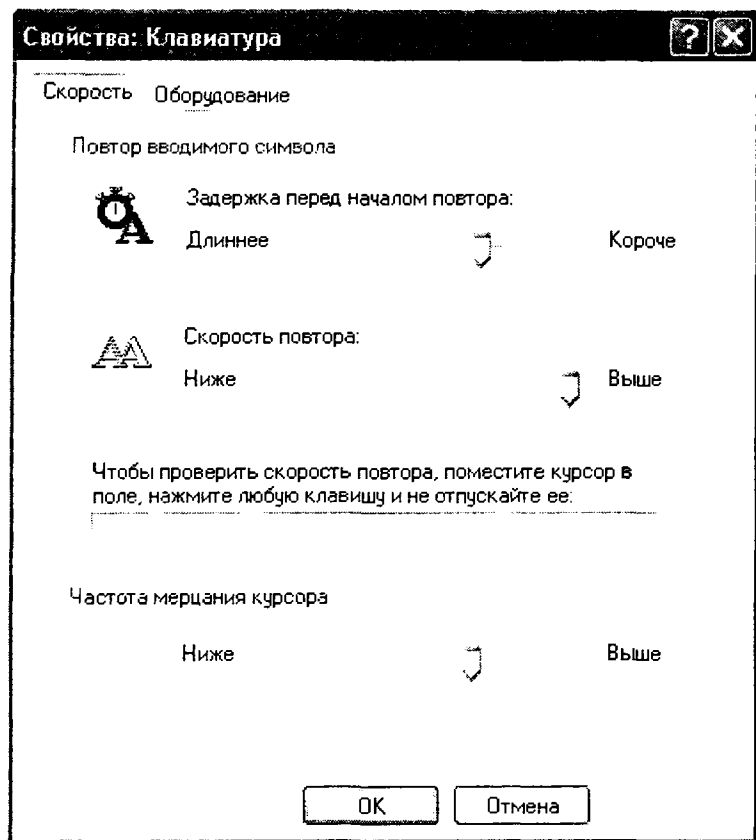 Свойства: Клавиатура
Скорость Оборудование
Повтор вводимого символа
Задержка перед началом повтора:
Длиннее Короче
Скорость повтора:
Ниже Выше
Чтобы проверить скорость повтора, поместите курсор в
поле, нажмите любую клавишу и не отпускайте ее:
Частота мерцания курсора
Ниже Выше
OK Отмена